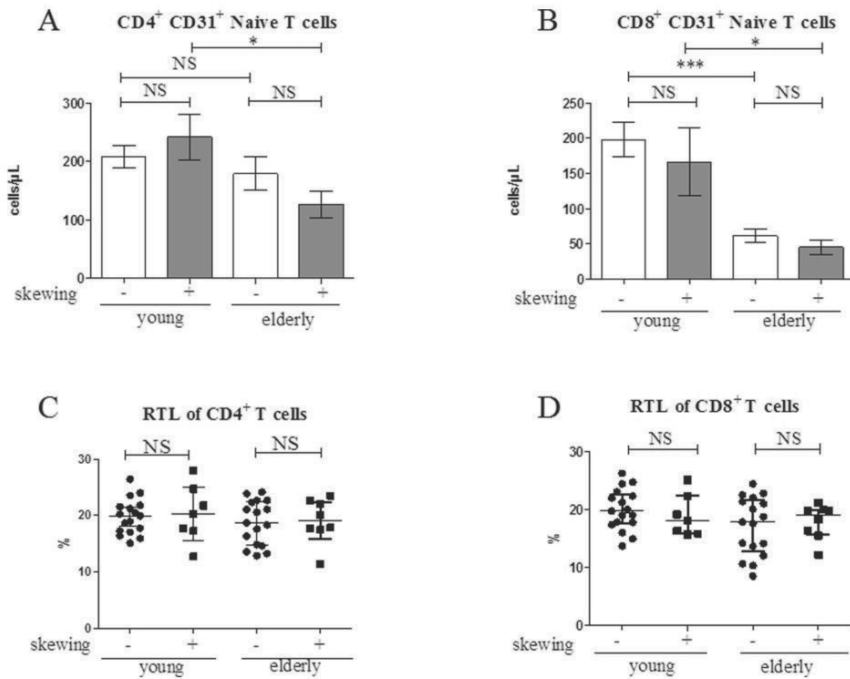 A
CD4+ CD31+ Naive T cells
*
NS
NS
NS
300
200
100
0
cells/μL
skewing
-
+
-
+
young
elderly
B
CD8+ CD31+ Naive T cells
*
***
NS
NS
250
200
150
100
50
0
cells/μL
skewing
-
+
-
+
young
elderly
C
RTL of CD4+ T cells
NS
NS
30
20
10
0
%
skewing
-
+
-
+
young
elderly
D
RTL of CD8+ T cells
NS
NS
30
20
10
0
%
skewing
-
+
-
+
young
elderly